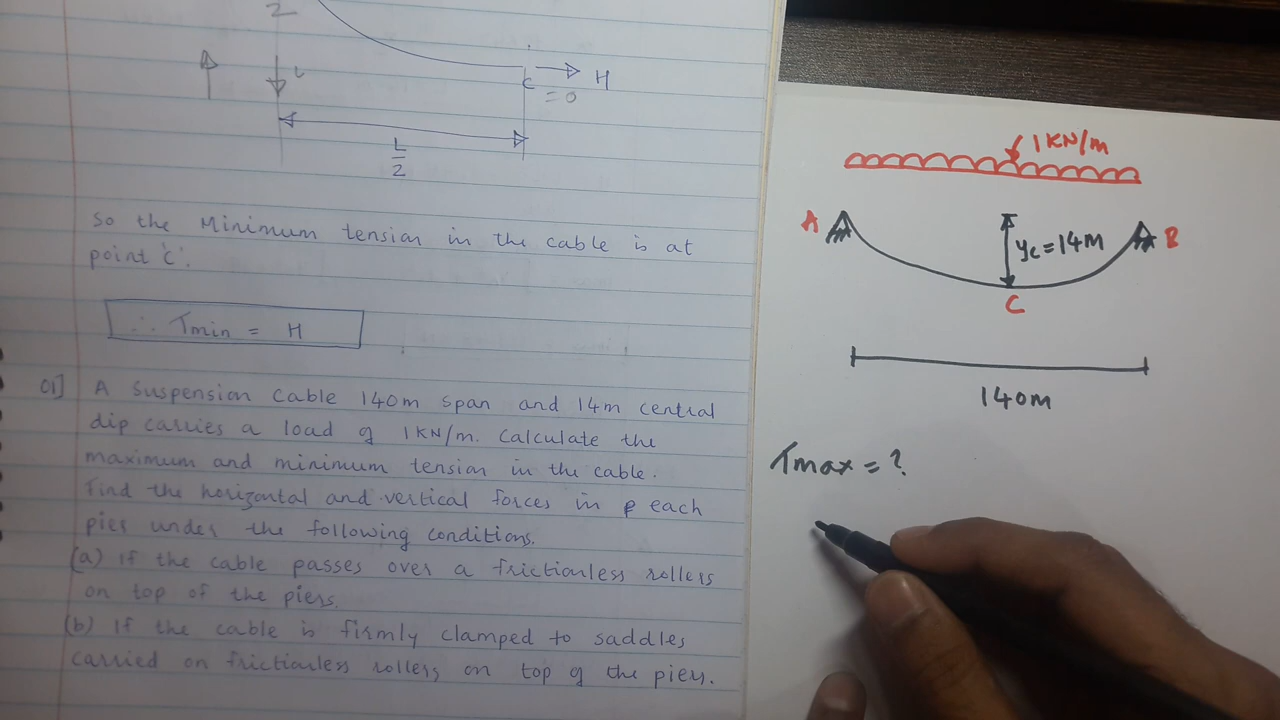 2
C
H
= 0
L
2
So the Minimum tension in the cable is at
point 'C'.
∴ Tmin = H
01] A Suspension Cable 140m span and 14m central
dip carries a load of 1KN/m. Calculate the
maximum and minimum tension in the cable.
Find the horizontal and vertical forces in each
pier under the following conditions.
(a) If the cable passes over a frictionless rollers
on top of the piers.
(b) If the cable is firmly clamped to saddles
carried on frictionless rollers on top of the piers.
1KN/m
A
yc = 14M
B
C
140M
Tmax = ?